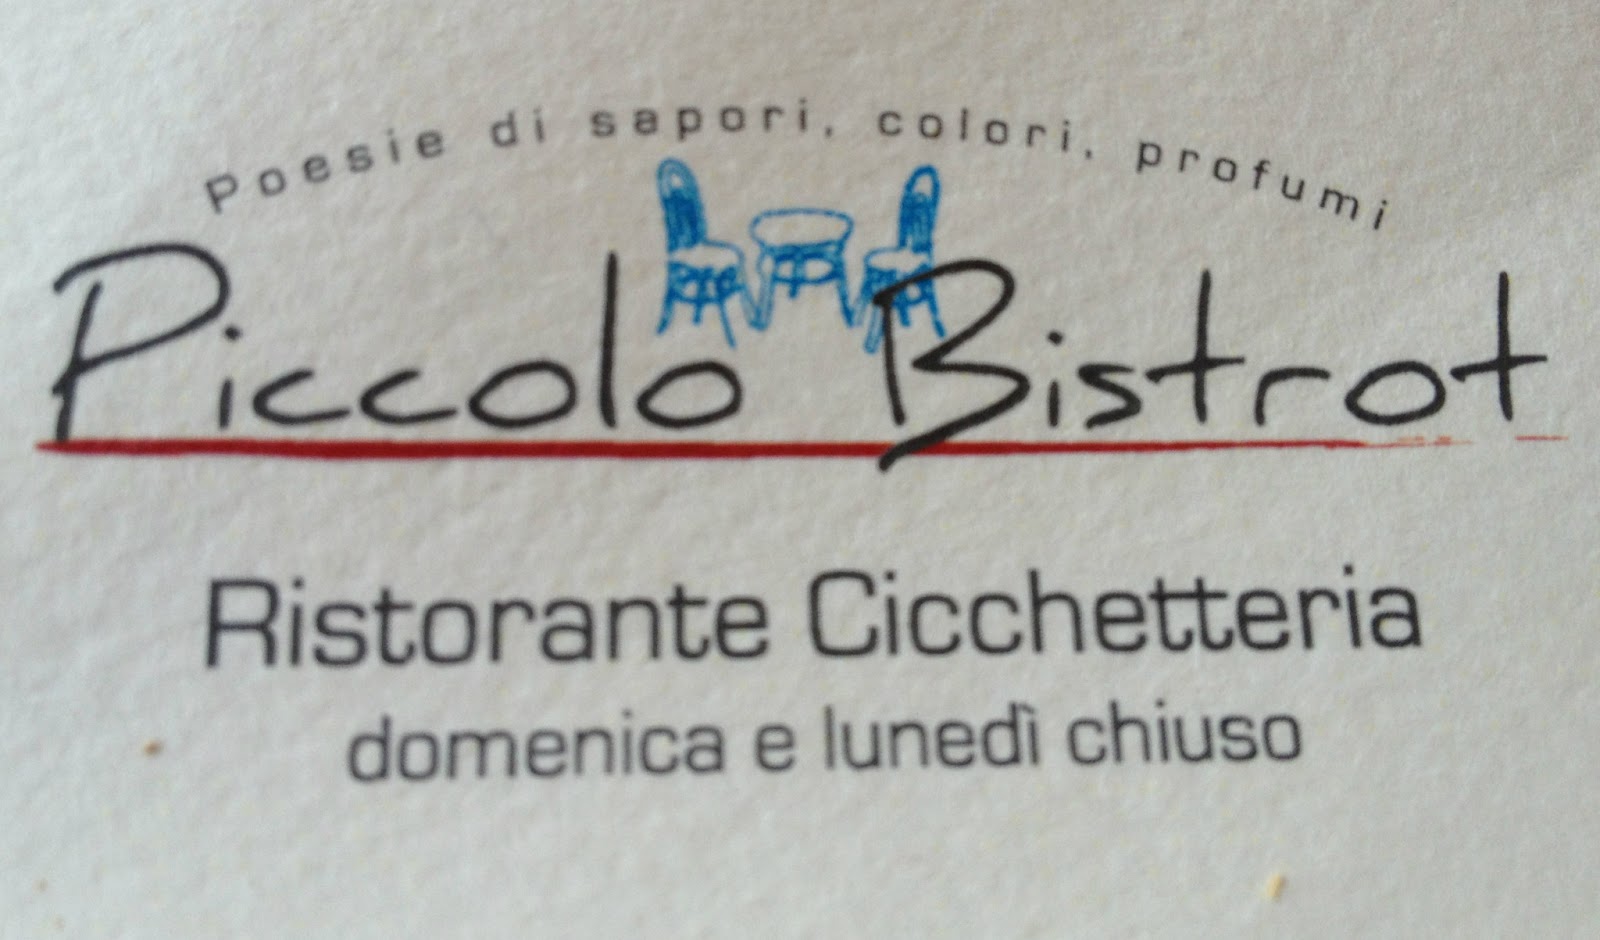 Poesie di sapori, colori, profumi
Piccolo Bistrot
Ristorante Cicchetteria
domenica e lunedì chiuso